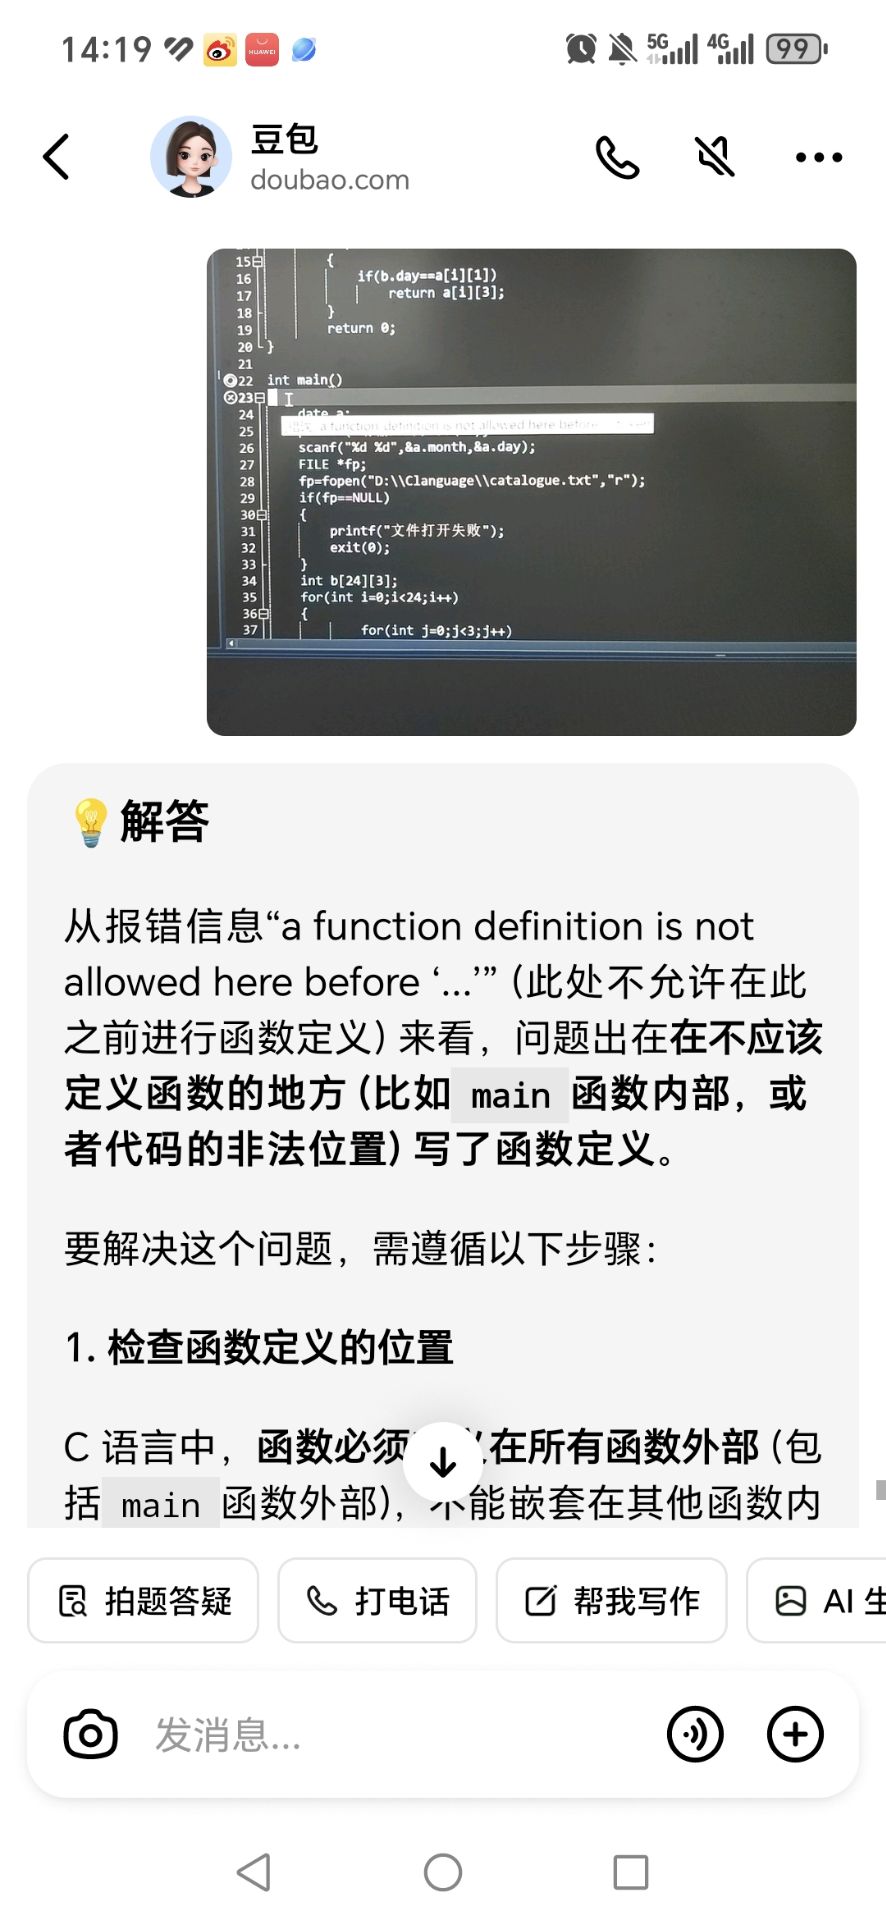 14:19
HUAWEI
5G
4G
99
豆包
doubao.com
15 {
16 if(b.day==a[i][1])
17 return a[i][3];
18 }
19 return 0;
20 }
21
22 int main()
23
24 date a;
25 a function definition is not allowed here before
26 scanf("%d %d",&a.month,&a.day);
27 FILE *fp;
28 fp=fopen("D:\\Clanguage\\catalogue.txt","r");
29 if(fp==NULL)
30 {
31 printf("文件打开失败");
32 exit(0);
33 }
34 int b[24][3];
35 for(int i=0;i<24;i++)
36 {
37 for(int j=0;j<3;j++)
解答
从报错信息“a function definition is not
allowed here before ‘...’”(此处不允许在此
之前进行函数定义)来看，问题出在在不应该
定义函数的地方(比如 main 函数内部，或
者代码的非法位置)写了函数定义。
要解决这个问题，需遵循以下步骤：
1. 检查函数定义的位置
C 语言中，函数必须在所有函数外部(包
括 main 函数外部)，不能嵌套在其他函数内
拍题答疑
打电话
帮我写作
AI 生
发消息...